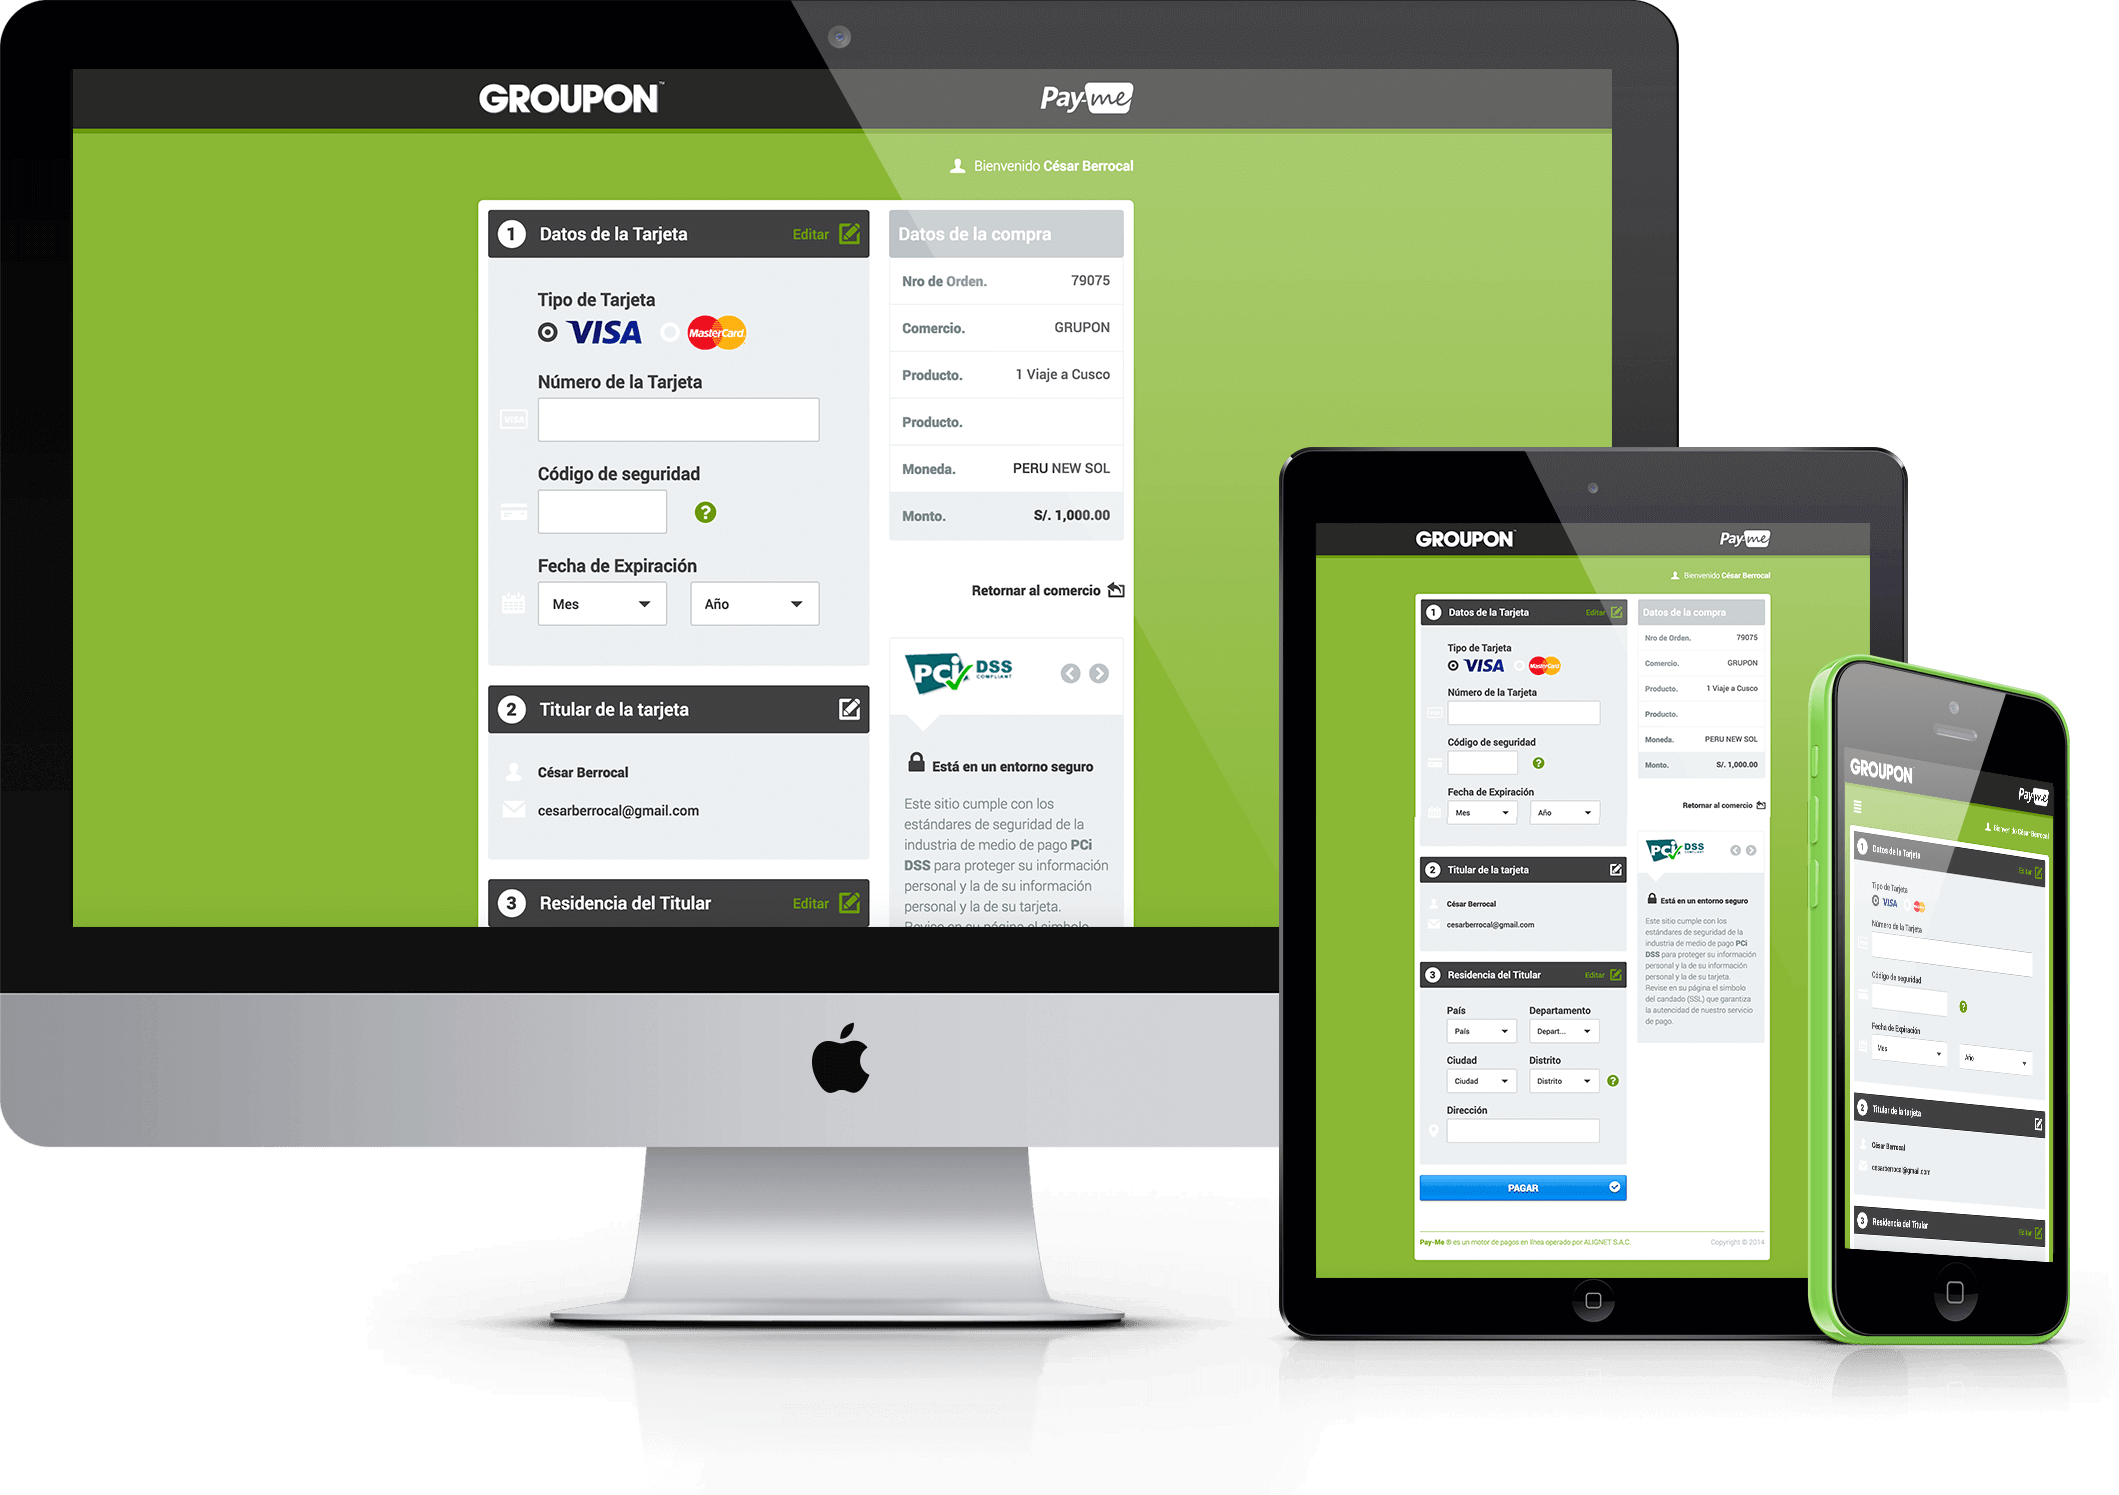 GROUPON™
Pay-me
Bienvenido César Berrocal
1 Datos de la Tarjeta Editar
Tipo de Tarjeta
VISA MasterCard
Número de la Tarjeta
VISA
Código de seguridad
?
Fecha de Expiración
Mes Año
2 Titular de la tarjeta
César Berrocal
cesarberrocal@gmail.com
3 Residencia del Titular Editar
Datos de la compra
Nro de Orden. 79075
Comercio. GRUPON
Producto. 1 Viaje a Cusco
Producto.
Moneda. PERU NEW SOL
Monto. S/. 1,000.00
Retornar al comercio
PCi DSS
COMPLIANT
Está en un entorno seguro
Este sitio cumple con los
estándares de seguridad de la
industria de medio de pago PCi
DSS para proteger su información
personal y la de su información
personal y la de su tarjeta.
Revise en su página el simbolo
GROUPON
Pay-me
Bienvenido César Berrocal
1 Datos de la Tarjeta Editar
Tipo de Tarjeta
VISA MasterCard
Número de la Tarjeta
Código de seguridad
?
Fecha de Expiración
Mes Año
2 Titular de la tarjeta
César Berrocal
cesarberrocal@gmail.com
3 Residencia del Titular Editar
País Departamento
País Depart...
Ciudad Distrito
Ciudad Distrito ?
Dirección
PAGAR
Datos de la compra
Nro de Orden. 79075
Comercio. GRUPON
Producto. 1 Viaje a Cusco
Producto.
Moneda. PERU NEW SOL
Monto. S/. 1,000.00
Retornar al comercio
PCi DSS
COMPLIANT
Está en un entorno seguro
Este sitio cumple con los
estándares de seguridad de la
industria de medio de pago PCi
DSS para proteger su información
personal y la de su información
personal y la de su tarjeta.
Revise en su página el simbolo
del candado (SSL) que garantiza
la autencidad de nuestro servicio
de pago.
Pay-Me ® es un motor de pagos en línea operado por ALIGNET S.A.C. Copyright © 2014
GROUPON
Pay-me
Bienvenido César Berrocal
1 Datos de la Tarjeta Editar
Tipo de Tarjeta
VISA
Número de la Tarjeta
Código de seguridad
?
Fecha de Expiración
Mes Año
2 Titular de la tarjeta
César Berrocal
cesarberrocal@gmail.com
3 Residencia del Titular Editar